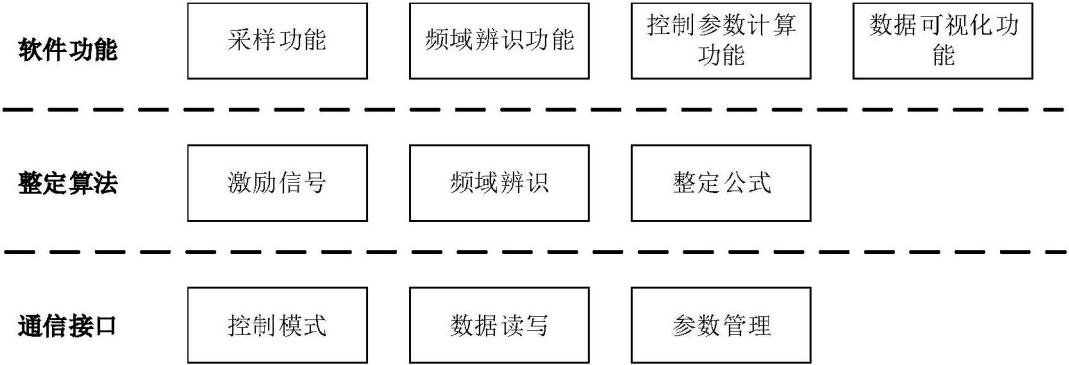 软件功能
采样功能
频域辨识功能
控制参数计算
功能
数据可视化功
能
整定算法
激励信号
频域辨识
整定公式
通信接口
控制模式
数据读写
参数管理